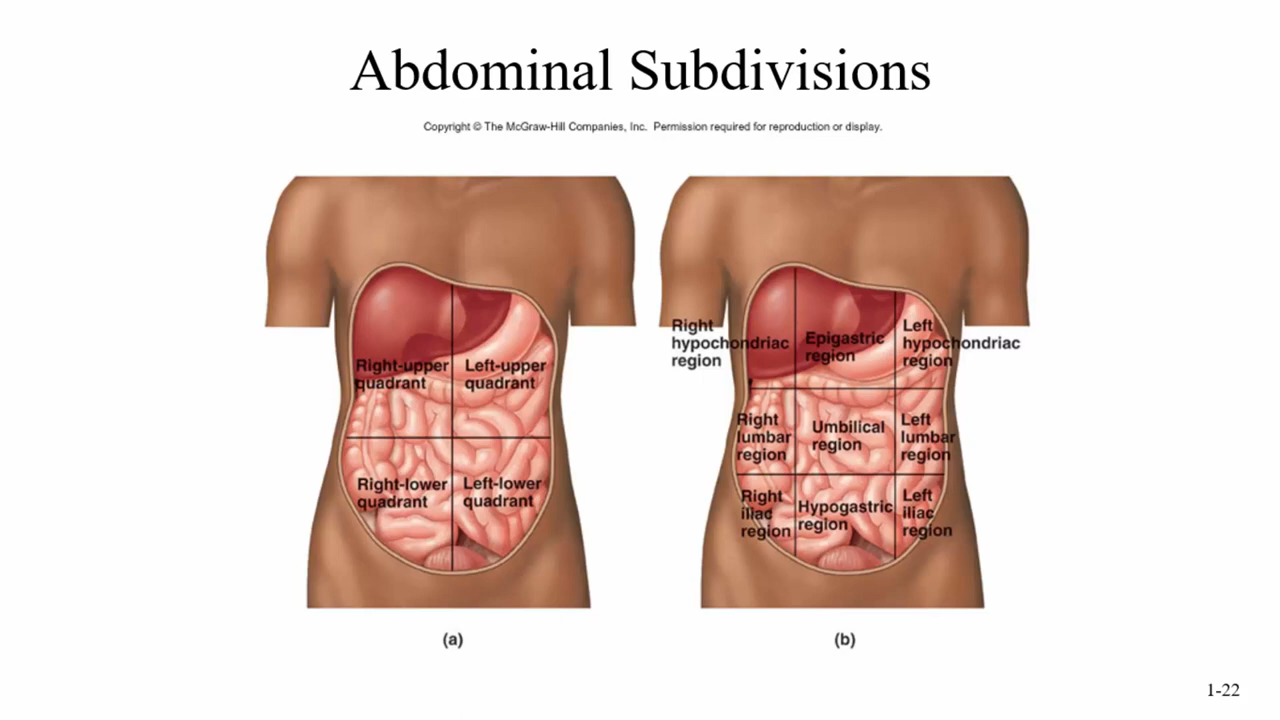 Abdominal Subdivisions
Copyright © The McGraw-Hill Companies, Inc. Permission required for reproduction or display.
Right-upper
quadrant
Left-upper
quadrant
Right-lower
quadrant
Left-lower
quadrant
(a)
Right
hypochondriac
region
Epigastric
region
Left
hypochondriac
region
Right
lumbar
region
Umbilical
region
Left
lumbar
region
Right
iliac
region
Hypogastric
region
Left
iliac
region
(b)
1-22